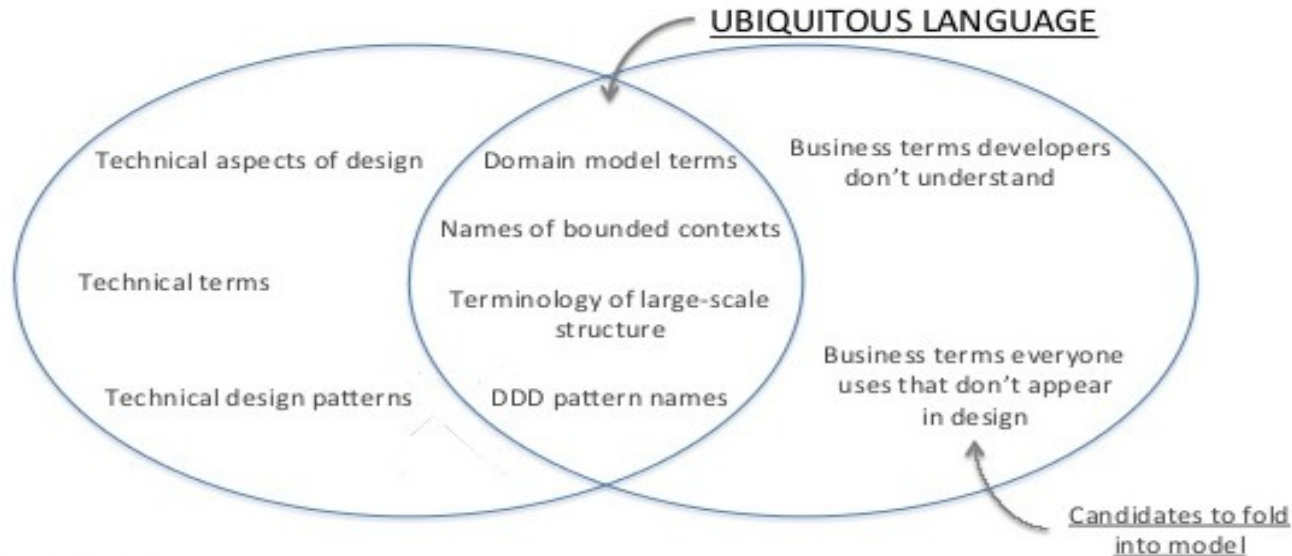 UBIQUITOUS LANGUAGE
Technical aspects of design
Technical terms
Technical design patterns
Domain model terms
Names of bounded contexts
Terminology of large-scale
structure
DDD pattern names
Business terms developers
don’t understand
Business terms everyone
uses that don’t appear
in design
Candidates to fold
into model